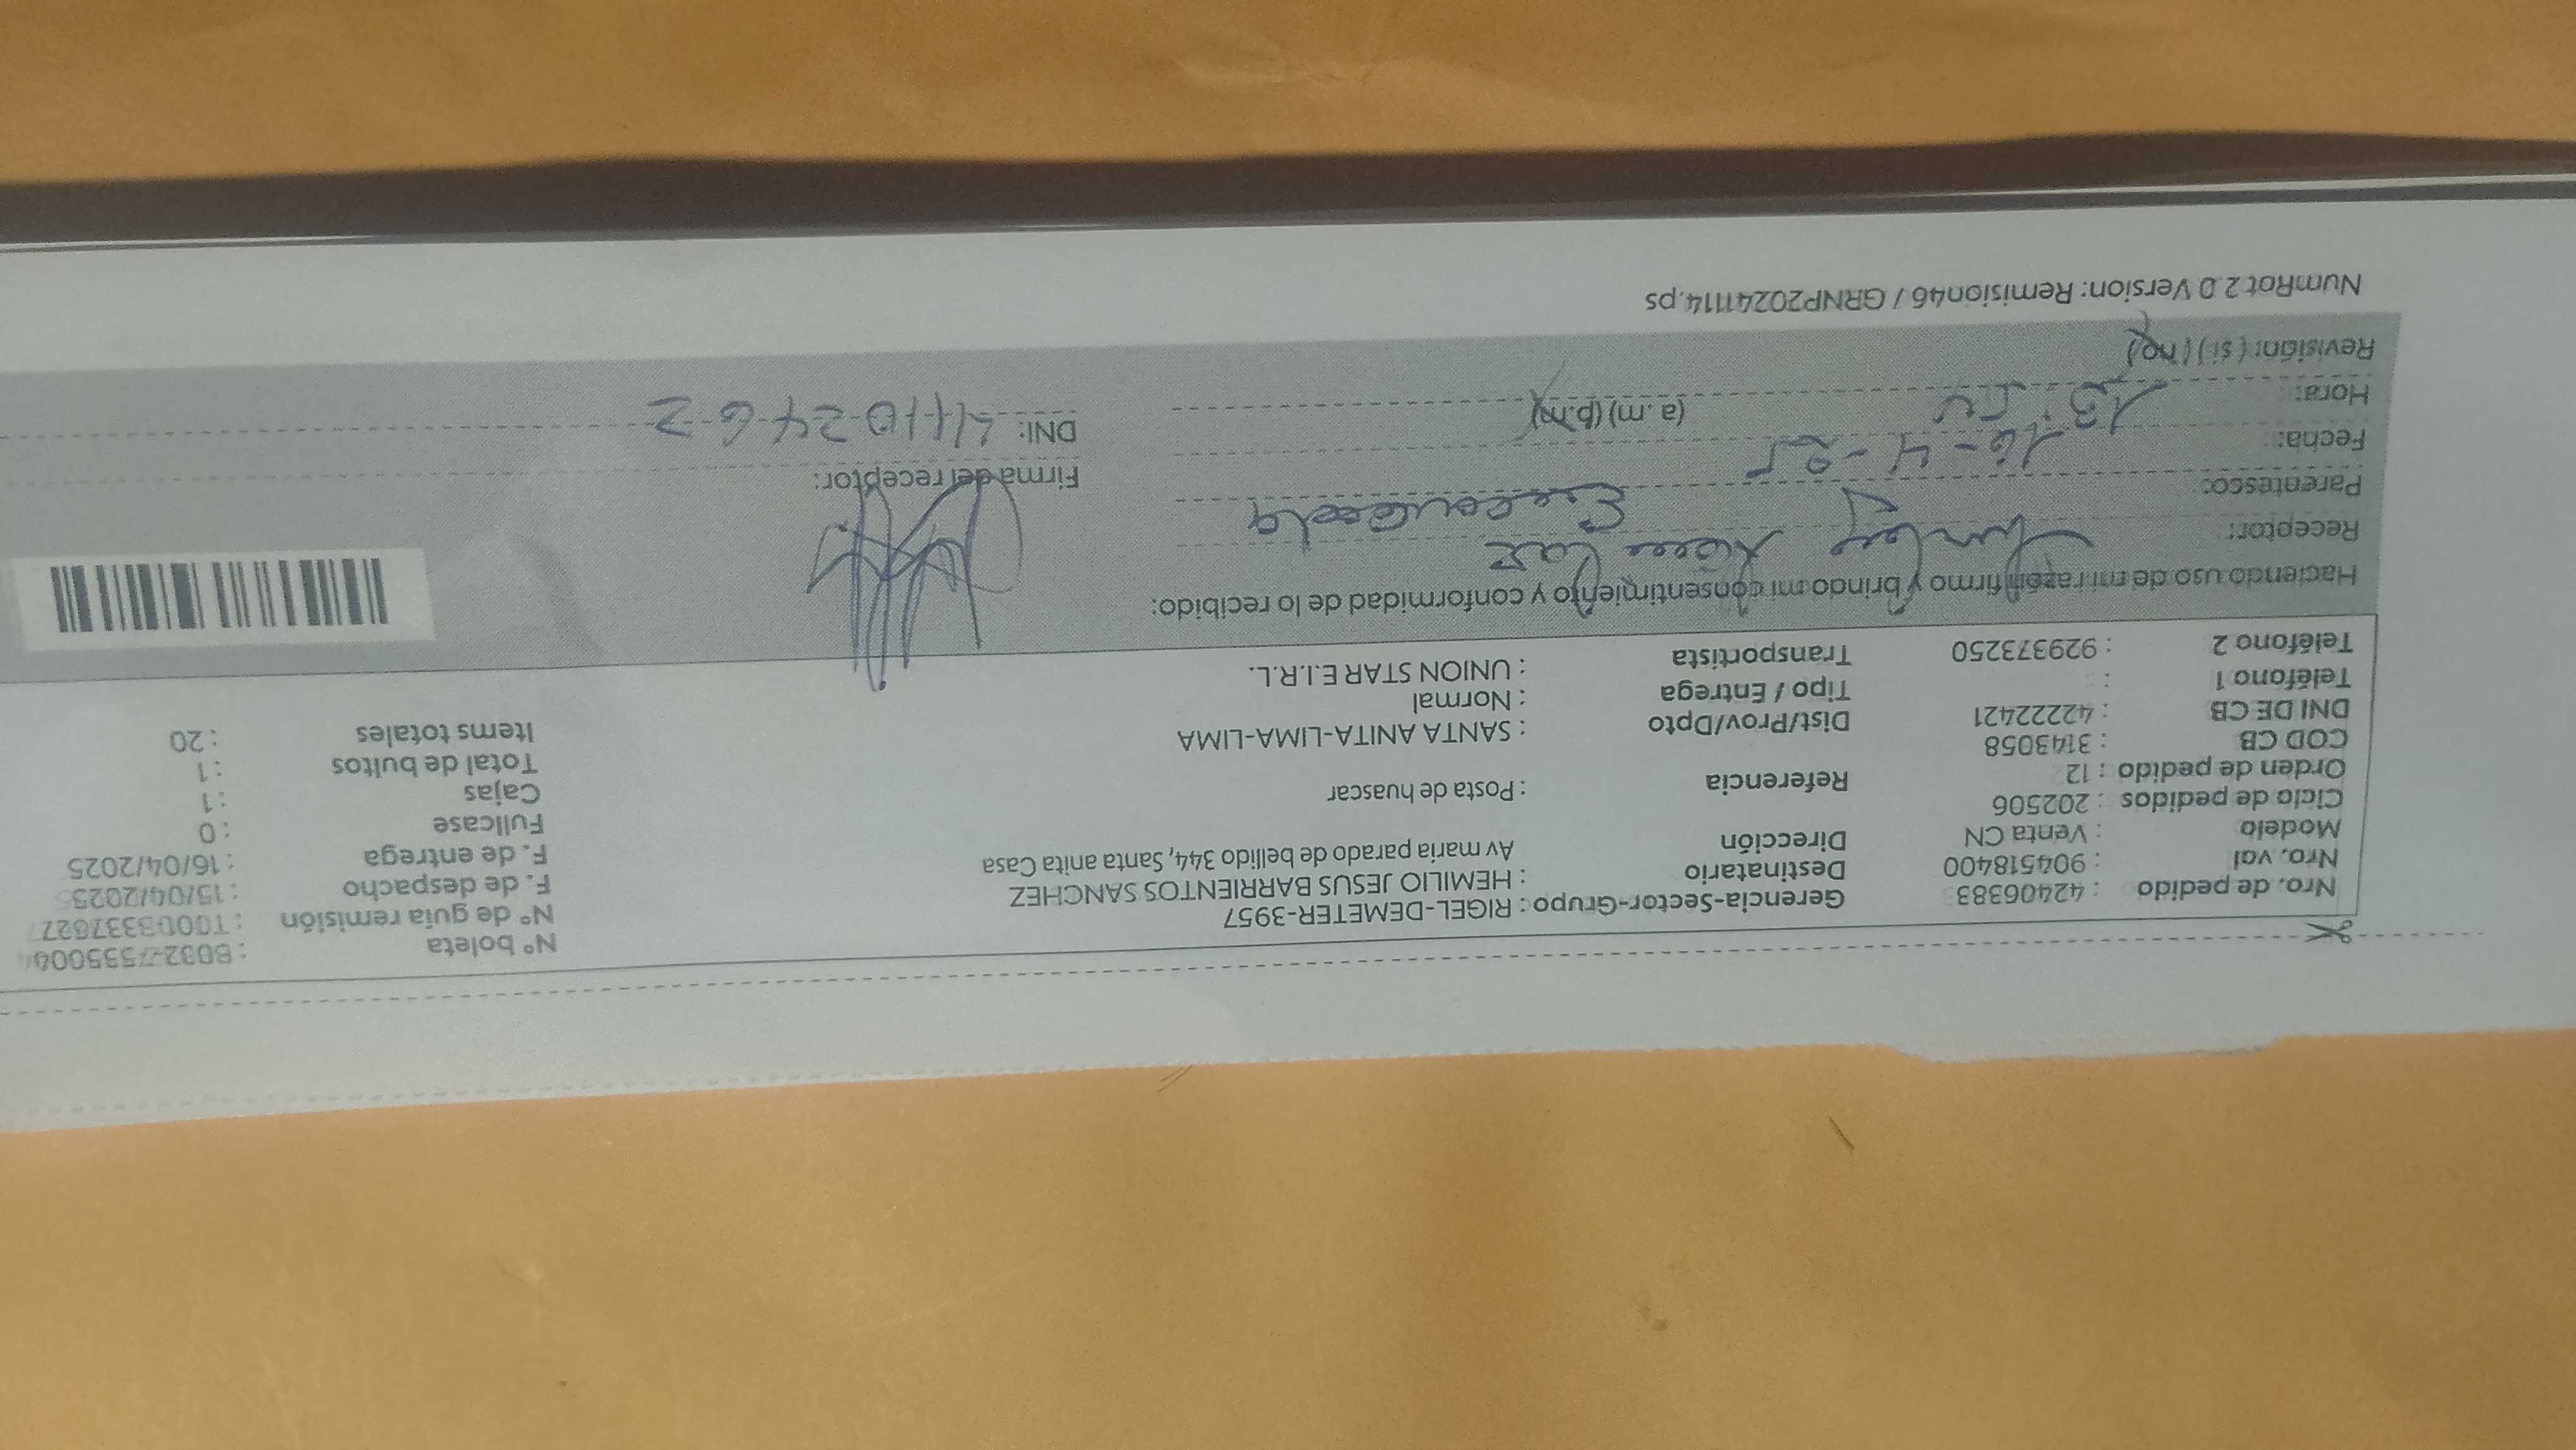 Nro. de pedido : 42406383 Gerencia-Sector-Grupo : RIGEL-DEMETER-3957 Nº boleta
Nro. val : 904518400 Destinatario : HEMILIO JESUS BARRIENTOS SANCHEZ Nº de guia remisión
Modelo : Venta CN Dirección Av maria parado de bellido 344, Santa anita Casa F. de despacho : 15/04/2025
Ciclo de pedidos : 202506 F. de entrega : 16/04/2025
Orden de pedido : 12 Referencia : Posta de huascar Fullcase : 0
COD CB : 3143058 Cajas : 1
DNI DE CB : 42222421 Dist/Prov/Dpto : SANTA ANITA-LIMA-LIMA Total de bultos : 1
Teléfono 1 : Tipo / Entrega : Normal Items totales : 20
Teléfono 2 : 929373250 Transportista : UNION STAR E.I.R.L.
Haciendo uso de mi razón firmo y brindo mi consentimiento y conformidad de lo recibido:
Receptor:
Parentesco: Firma del receptor:
Fecha: 16-4-25 DNI: 41102462
Hora: (a.m) (p.m)
Revisión: (si) (no)
NumRot 2.0 Version: Remision46 / GRNP20241114.ps